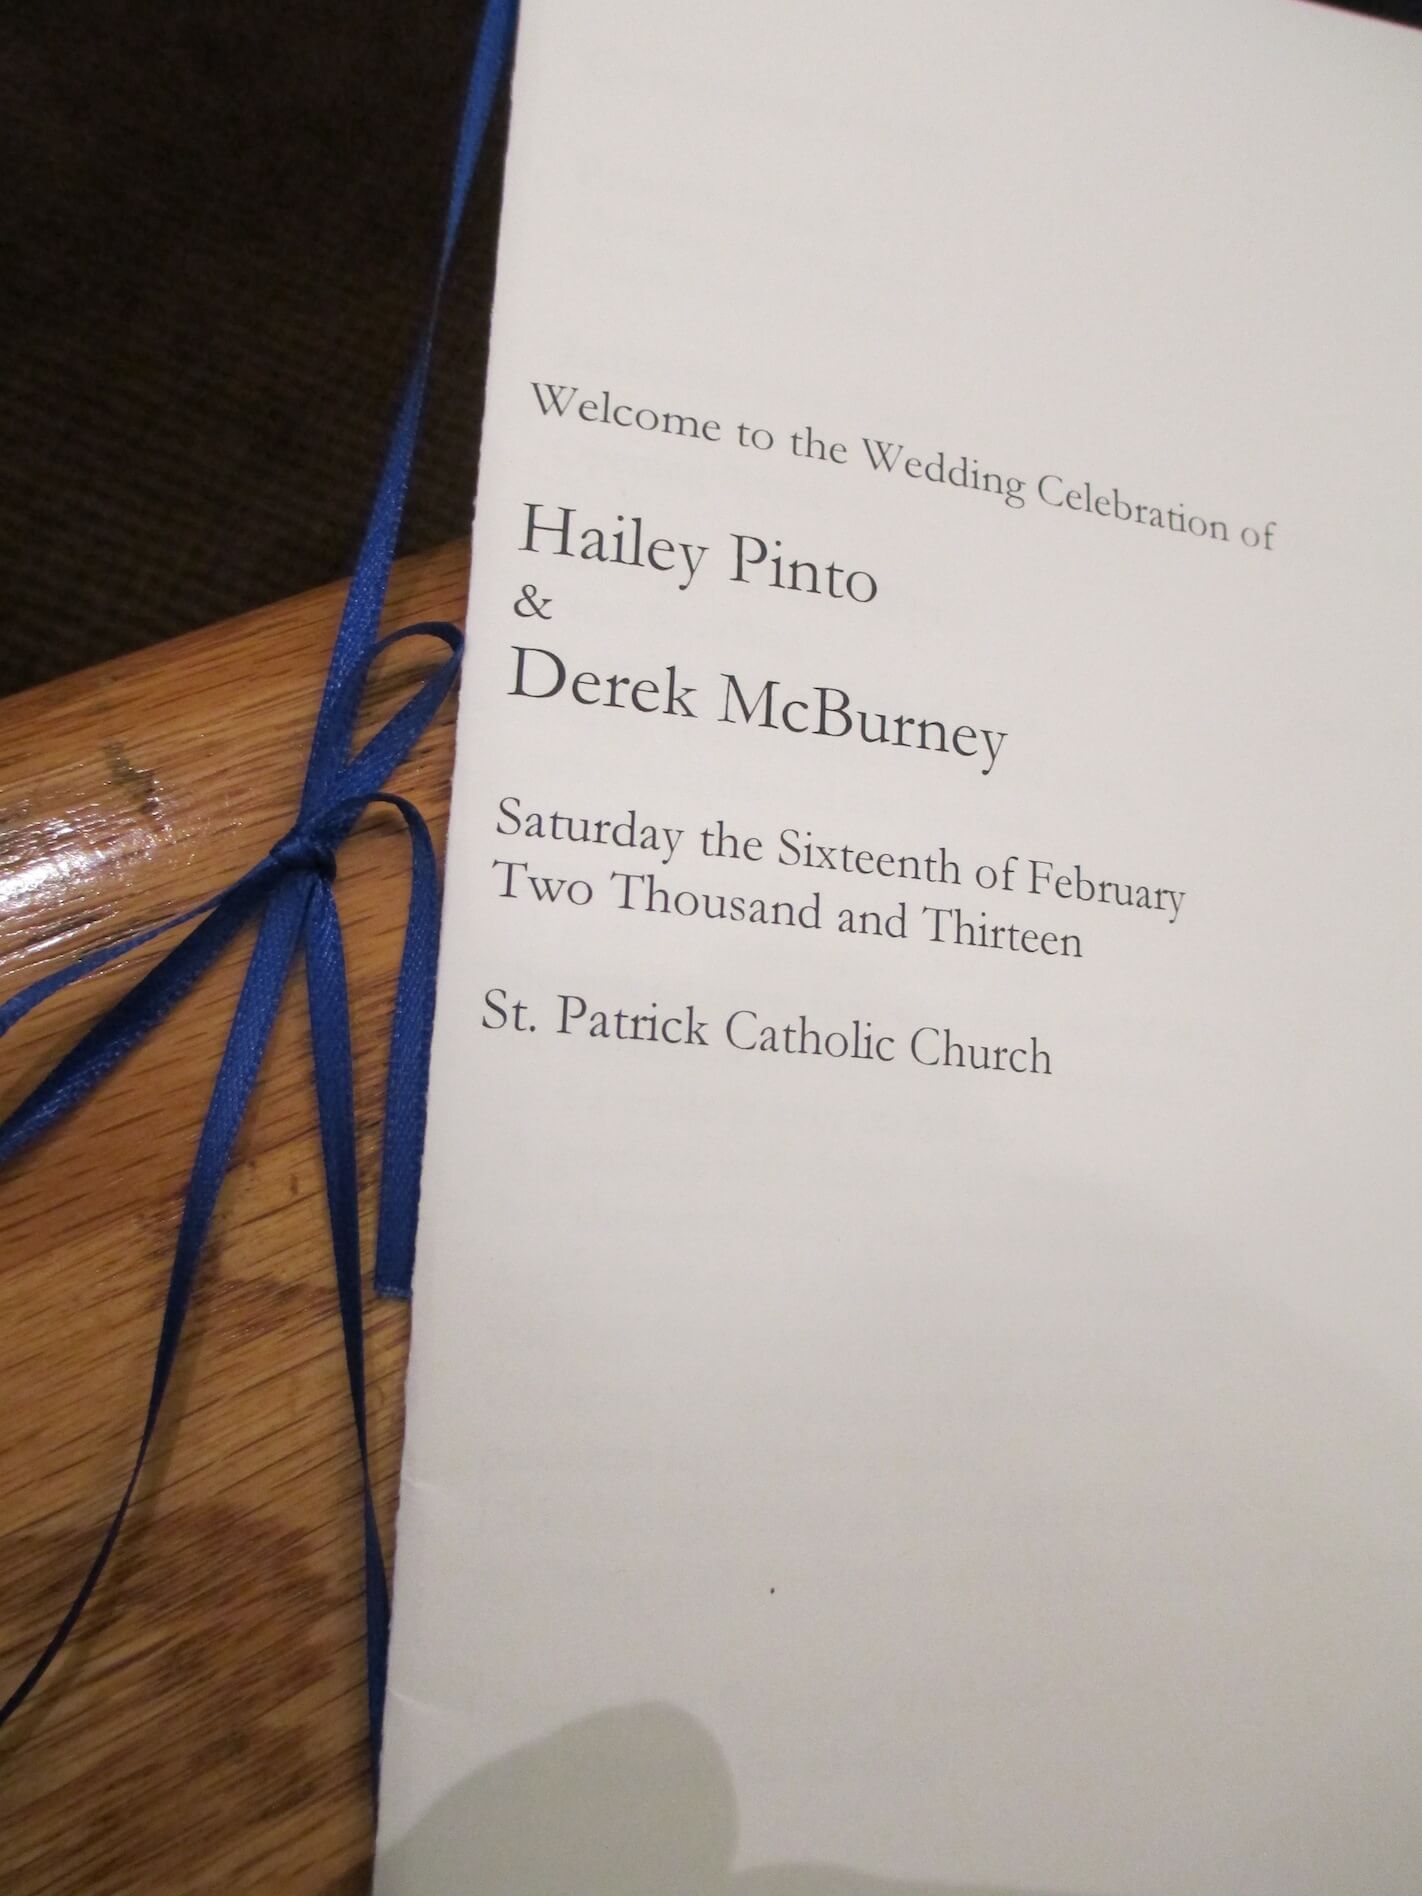 Welcome to the Wedding Celebration of
Hailey Pinto
&
Derek McBurney
Saturday the Sixteenth of February
Two Thousand and Thirteen
St. Patrick Catholic Church